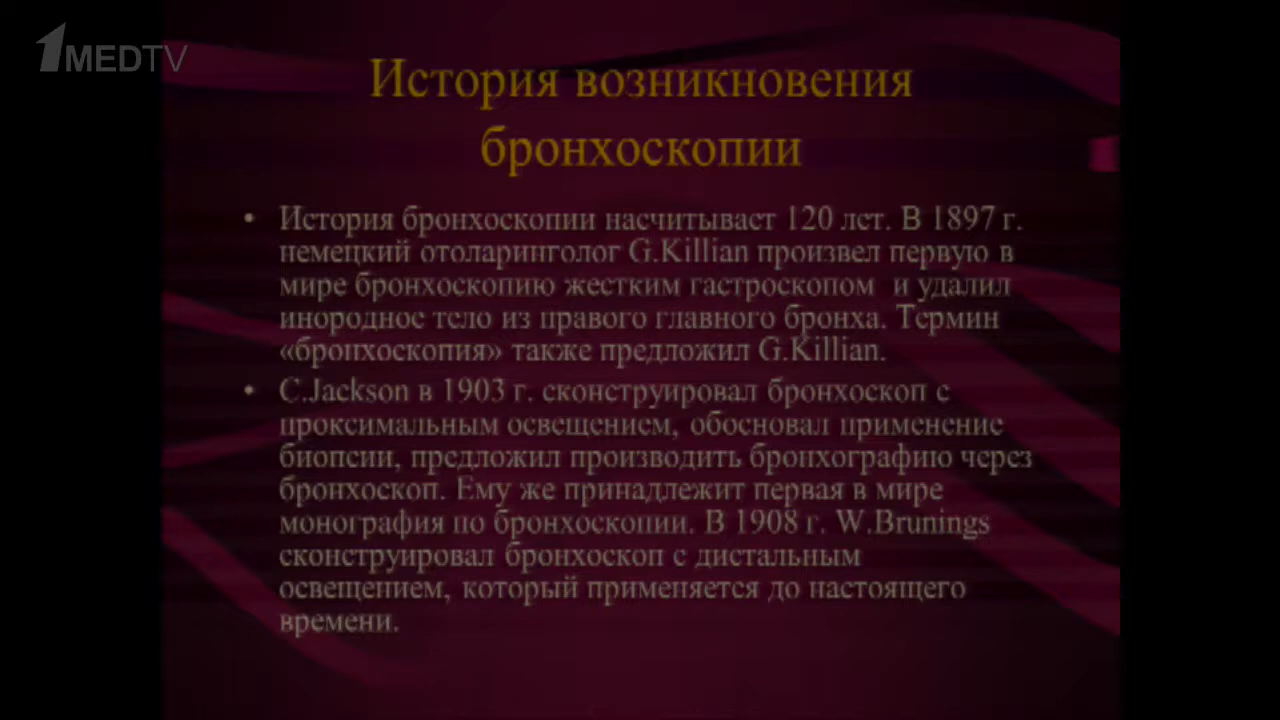 1MEDTV
История возникновения
бронхоскопии
• История бронхоскопии насчитывает 120 лет. В 1897 г.
немецкий отоларинголог G.Killian произвел первую в
мире бронхоскопию жестким гастроскопом и удалил
инородное тело из правого главного бронха. Термин
«бронхоскопия» также предложил G.Killian.
• C.Jackson в 1903 г. сконструировал бронхоскоп с
проксимальным освещением, обосновал применение
биопсии, предложил производить бронхографию через
бронхоскоп. Ему же принадлежит первая в мире
монография по бронхоскопии. В 1908 г. W.Brunings
сконструировал бронхоскоп с дистальным
освещением, который применяется до настоящего
времени.